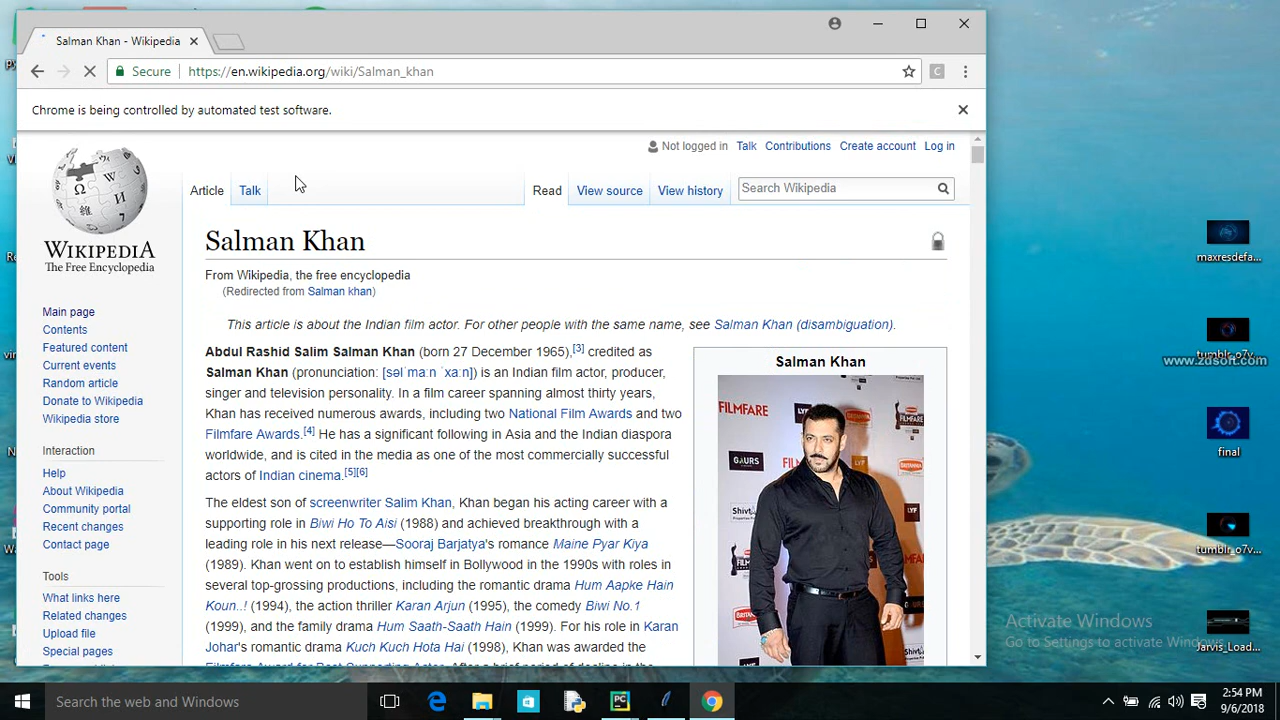 Salman Khan - Wikipedia
Secure https://en.wikipedia.org/wiki/Salman_khan
Chrome is being controlled by automated test software.
Not logged in Talk Contributions Create account Log in
Article Talk Read View source View history Search Wikipedia
WIKIPEDIA
The Free Encyclopedia
Main page
Contents
Featured content
Current events
Random article
Donate to Wikipedia
Wikipedia store
Interaction
Help
About Wikipedia
Community portal
Recent changes
Contact page
Tools
What links here
Related changes
Upload file
Special pages
Salman Khan
From Wikipedia, the free encyclopedia
(Redirected from Salman khan)
This article is about the Indian film actor. For other people with the same name, see Salman Khan (disambiguation).
Abdul Rashid Salim Salman Khan (born 27 December 1965),[3] credited as
Salman Khan (pronunciation: [səlˈmaːn ˈxaːn]) is an Indian film actor, producer,
singer and television personality. In a film career spanning almost thirty years,
Khan has received numerous awards, including two National Film Awards and two
Filmfare Awards.[4] He has a significant following in Asia and the Indian diaspora
worldwide, and is cited in the media as one of the most commercially successful
actors of Indian cinema.[5][6]
The eldest son of screenwriter Salim Khan, Khan began his acting career with a
supporting role in Biwi Ho To Aisi (1988) and achieved breakthrough with a
leading role in his next release—Sooraj Barjatya's romance Maine Pyar Kiya
(1989). Khan went on to establish himself in Bollywood in the 1990s with roles in
several top-grossing productions, including the romantic drama Hum Aapke Hain
Koun..! (1994), the action thriller Karan Arjun (1995), the comedy Biwi No.1
(1999), and the family drama Hum Saath-Saath Hain (1999). For his role in Karan
Johar's romantic drama Kuch Kuch Hota Hai (1998), Khan was awarded the
Salman Khan
FILMFARE
LYF
GAURS
LYF
BRITANNIA
LYF
maxresdefa...
tumblr_o7v...
www.zdsoft.com
final
tumblr_o7v...
Activate Windows
Go to Settings to activate Windows.
Jarvis_Load...
Search the web and Windows
2:54 PM
9/6/2018